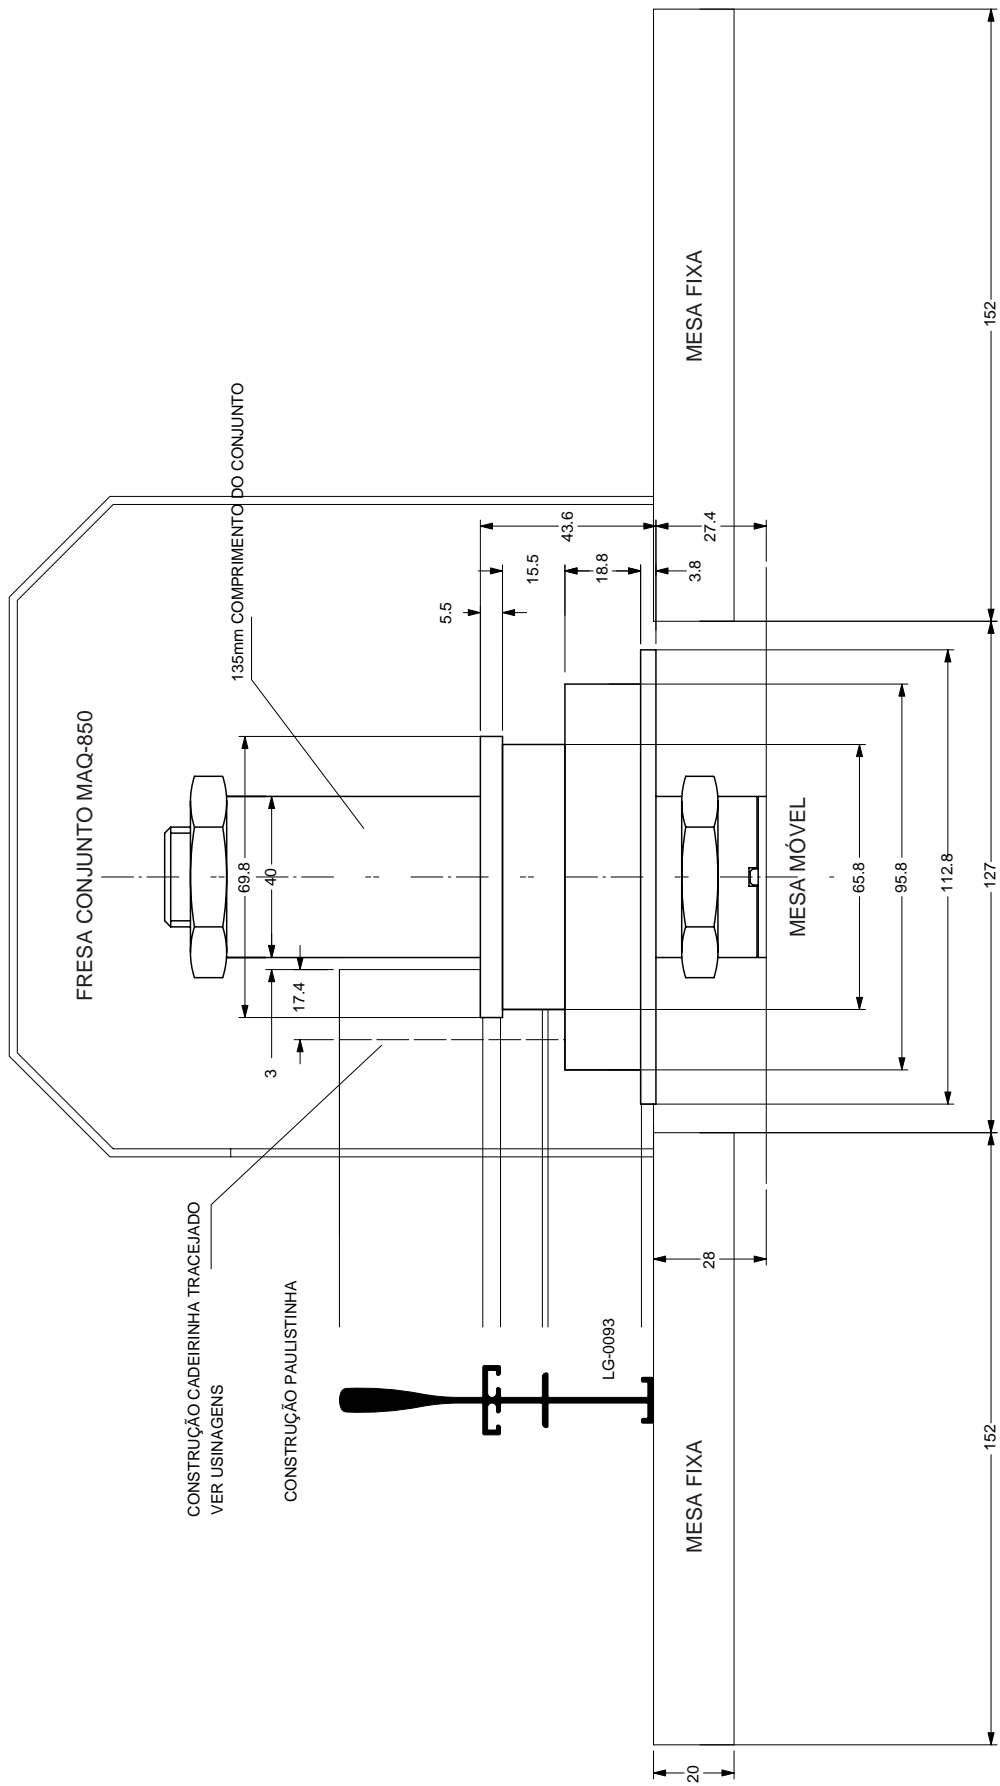 FRESA CONJUNTO MAQ-850
135mm COMPRIMENTO DO CONJUNTO
CONSTRUÇÃO CADEIRINHA TRACEJADO
VER USINAGENS
CONSTRUÇÃO PAULISTINHA
LG-0093
MESA FIXA
MESA MÓVEL
MESA FIXA
69.8
40
3
17.4
5.5
15.5
43.6
18.8
3.8
27.4
28
20
65.8
95.8
112.8
152
127
152